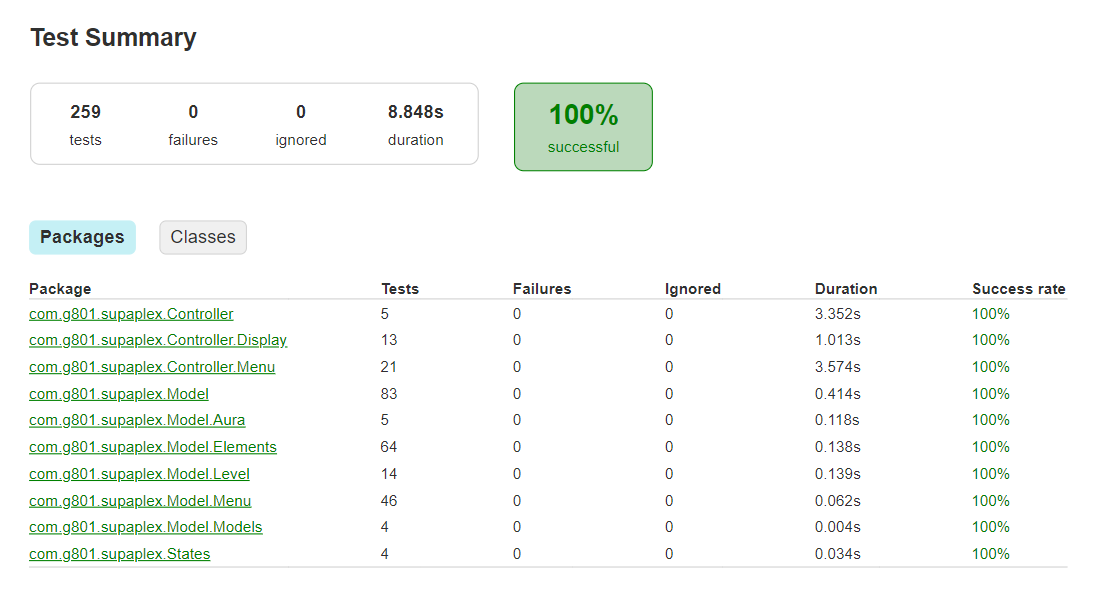 Test Summary
259 0 0 8.848s
tests failures ignored duration
100%
successful
Packages Classes
Package Tests Failures Ignored Duration Success rate
com.g801.supaplex.Controller 5 0 0 3.352s 100%
com.g801.supaplex.Controller.Display 13 0 0 1.013s 100%
com.g801.supaplex.Controller.Menu 21 0 0 3.574s 100%
com.g801.supaplex.Model 83 0 0 0.414s 100%
com.g801.supaplex.Model.Aura 5 0 0 0.118s 100%
com.g801.supaplex.Model.Elements 64 0 0 0.138s 100%
com.g801.supaplex.Model.Level 14 0 0 0.139s 100%
com.g801.supaplex.Model.Menu 46 0 0 0.062s 100%
com.g801.supaplex.Model.Models 4 0 0 0.004s 100%
com.g801.supaplex.States 4 0 0 0.034s 100%